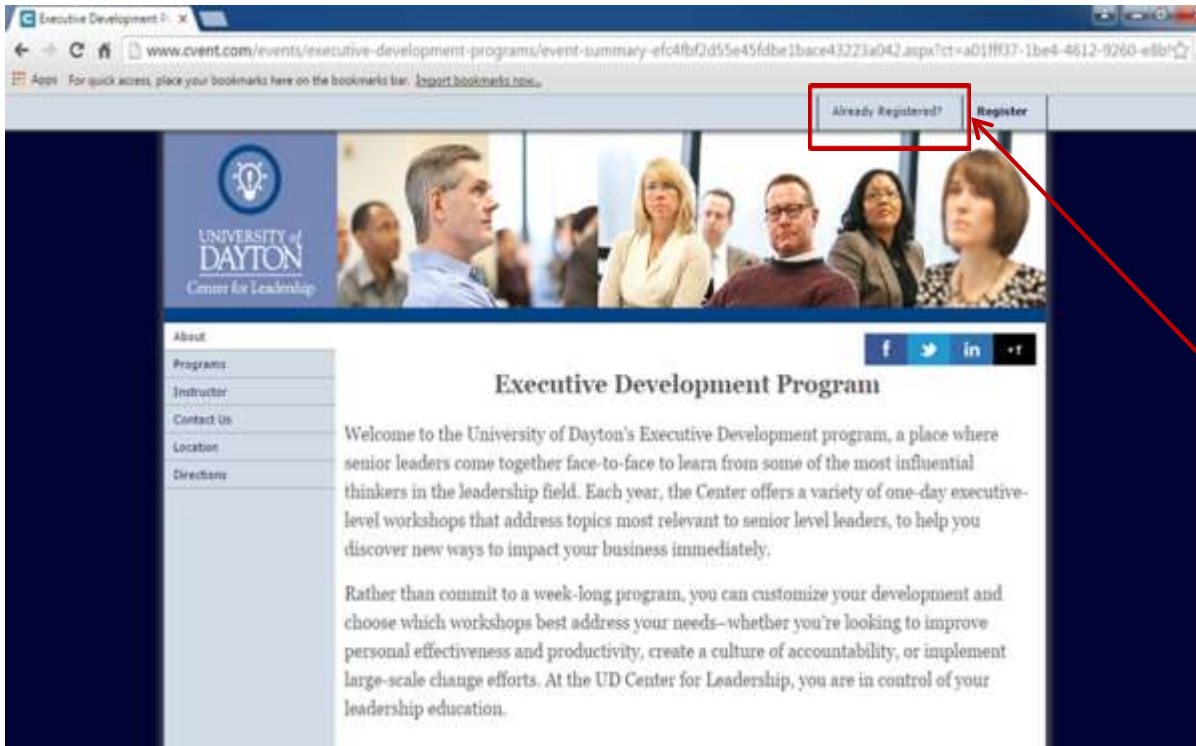 Executive Development P
www.cvent.com/events/executive-development-programs/event-summary-efc4fbf2d55e45fdbe1bace43223a042.aspx?ct=a01fff37-1be4-4612-9260-e8b
Apps For quick access, place your bookmarks here on the bookmarks bar. Import bookmarks now...
Already Registered? Register
UNIVERSITY of
DAYTON
Center for Leadership
About
Programs
Instructor
Contact Us
Location
Directions
f in +1
Executive Development Program
Welcome to the University of Dayton's Executive Development program, a place where
senior leaders come together face-to-face to learn from some of the most influential
thinkers in the leadership field. Each year, the Center offers a variety of one-day executive-
level workshops that address topics most relevant to senior level leaders, to help you
discover new ways to impact your business immediately.
Rather than commit to a week-long program, you can customize your development and
choose which workshops best address your needs–whether you're looking to improve
personal effectiveness and productivity, create a culture of accountability, or implement
large-scale change efforts. At the UD Center for Leadership, you are in control of your
leadership education.